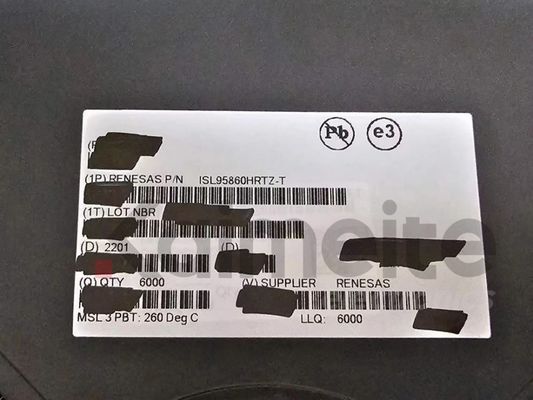 Pb e3
(1P) RENESAS P/N ISL95860HRTZ-T
(1T) LOT NBR
(D) 2201 (D)
Kaimeite
(Q) QTY 6000 (V) SUPPLIER RENESAS
MSL 3 PBT: 260 Deg C LLQ: 6000